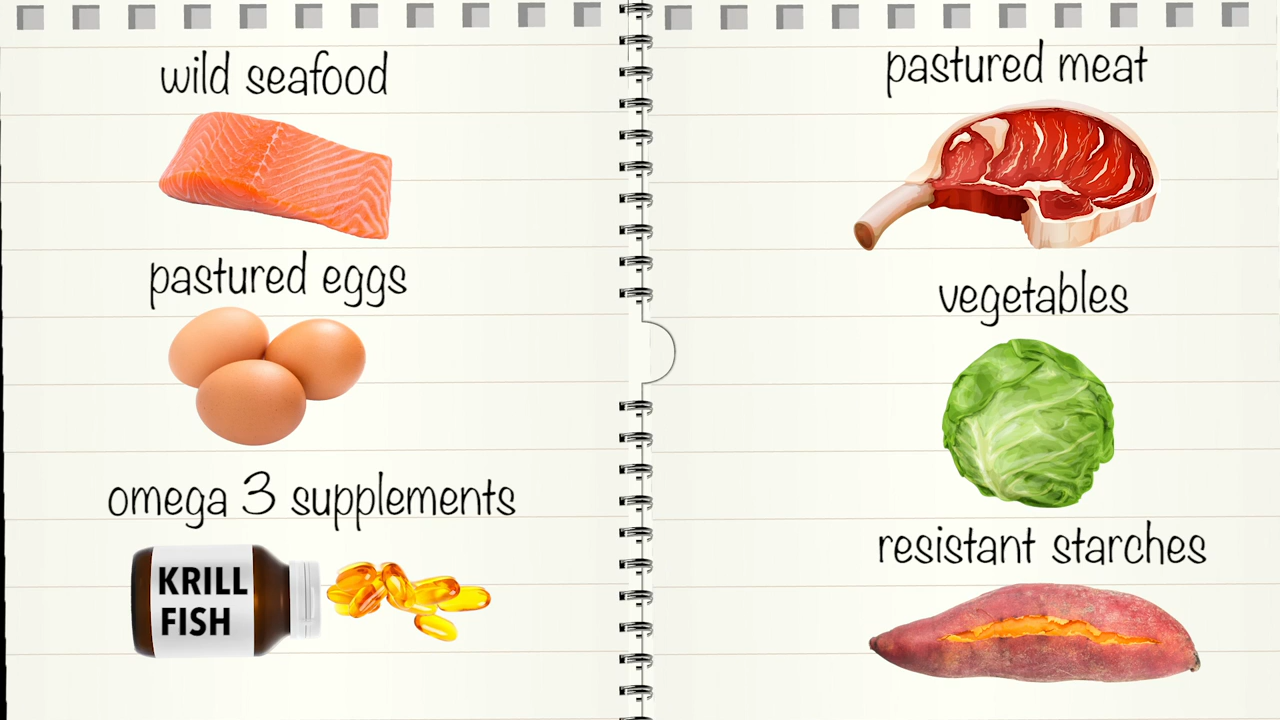 wild seafood
pastured eggs
omega 3 supplements
KRILL
FISH
pastured meat
vegetables
resistant starches